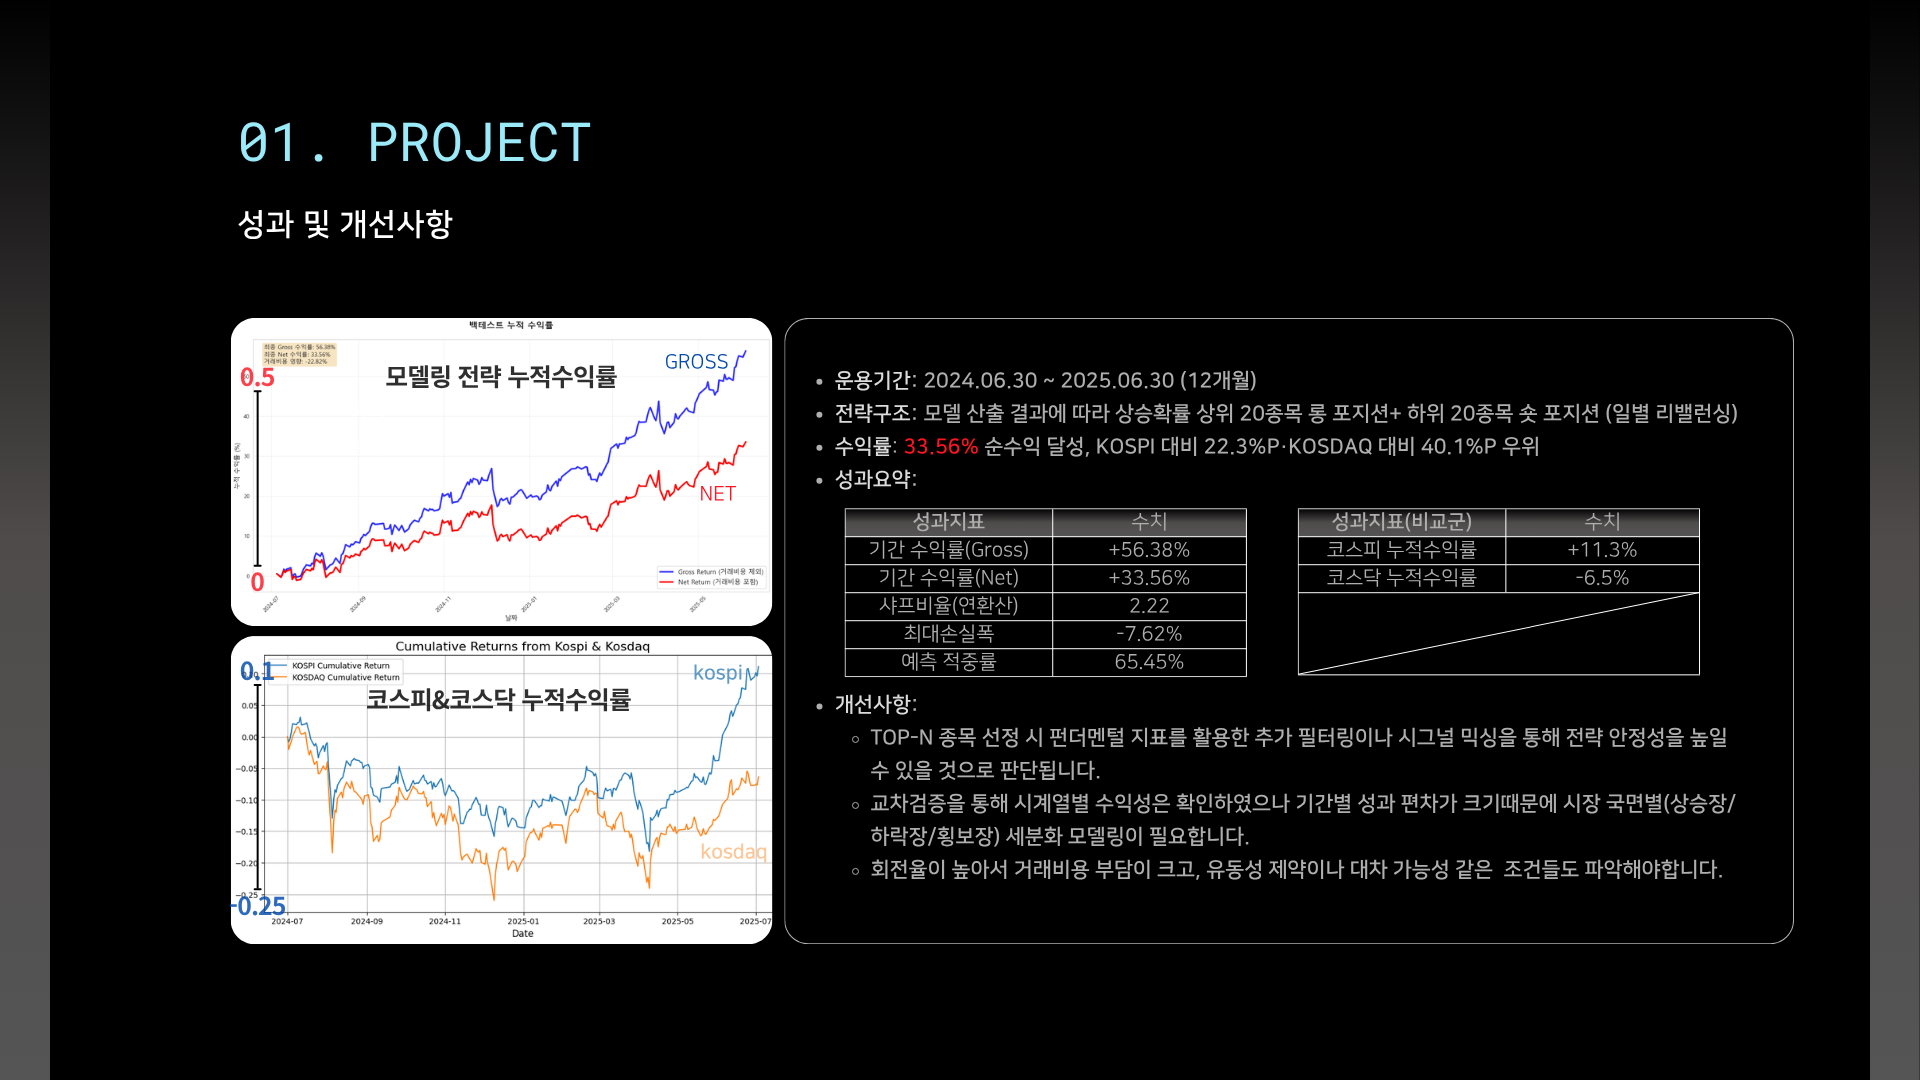 01. PROJECT
성과 및 개선사항
백테스트 누적 수익률
최종 Gross 수익률: 56.38%
최종 Net 수익률: 33.56%
거래비용 영향: -22.82%
0.5
모델링 전략 누적수익률
GROSS
NET
40
30
20
10
0
0
누적 수익률 (%)
Gross Return (거래비용 제외)
Net Return (거래비용 포함)
2024-07
2024-09
2024-11
2025-01
2025-03
2025-05
날짜
Cumulative Returns from Kospi & Kosdaq
0.1
KOSPI Cumulative Return
KOSDAQ Cumulative Return
kospi
코스피&코스닥 누적수익률
kosdaq
0.05
0.00
−0.05
−0.10
−0.15
−0.20
-0.25
2024-07
2024-09
2024-11
2025-01
2025-03
2025-05
2025-07
Date
• 운용기간: 2024.06.30 ~ 2025.06.30 (12개월)
• 전략구조: 모델 산출 결과에 따라 상승확률 상위 20종목 롱 포지션+ 하위 20종목 숏 포지션 (일별 리밸런싱)
• 수익률: 33.56% 순수익 달성, KOSPI 대비 22.3%P·KOSDAQ 대비 40.1%P 우위
• 성과요약:
성과지표 수치
기간 수익률(Gross) +56.38%
기간 수익률(Net) +33.56%
샤프비율(연환산) 2.22
최대손실폭 -7.62%
예측 적중률 65.45%
성과지표(비교군) 수치
코스피 누적수익률 +11.3%
코스닥 누적수익률 -6.5%
• 개선사항:
◦ TOP-N 종목 선정 시 펀더멘털 지표를 활용한 추가 필터링이나 시그널 믹싱을 통해 전략 안정성을 높일
수 있을 것으로 판단됩니다.
◦ 교차검증을 통해 시계열별 수익성은 확인하였으나 기간별 성과 편차가 크기때문에 시장 국면별(상승장/
하락장/횡보장) 세분화 모델링이 필요합니다.
◦ 회전율이 높아서 거래비용 부담이 크고, 유동성 제약이나 대차 가능성 같은  조건들도 파악해야합니다.